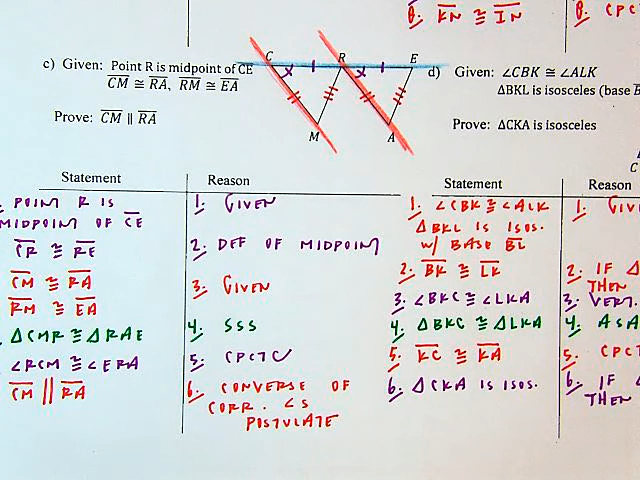 8. KN ≅ IN
8. CPC
c) Given: Point R is midpoint of CE
CM ≅ RA, RM ≅ EA
Prove: CM ∥ RA
C
R
E
M
A
d) Given: ∠CBK ≅ ∠ALK
ΔBKL is isosceles (base B
Prove: ΔCKA is isosceles
C
Statement
Reason
POINT R IS
MIDPOINT OF CE
1. GIVEN
CR ≅ RE
2. DEF OF MIDPOINT
CM ≅ RA
RM ≅ EA
3. GIVEN
ΔCMR ≅ ΔRAE
4. SSS
∠RCM ≅ ∠ERA
5. CPCTC
CM ∥ RA
6. CONVERSE OF
CORR. ∠S
POSTULATE
Statement
Reason
1. ∠CBK ≅ ∠ALK
ΔBKL IS ISOS.
W/ BASE BL
1. GIV
2. BK ≅ LK
2. IF Δ
THEN
3. ∠BKC ≅ ∠LKA
3. VERT.
4. ΔBKC ≅ ΔLKA
4. ASA
5. KC ≅ KA
5. CPCT
6. ΔCKA IS ISOS.
6. IF
THEN